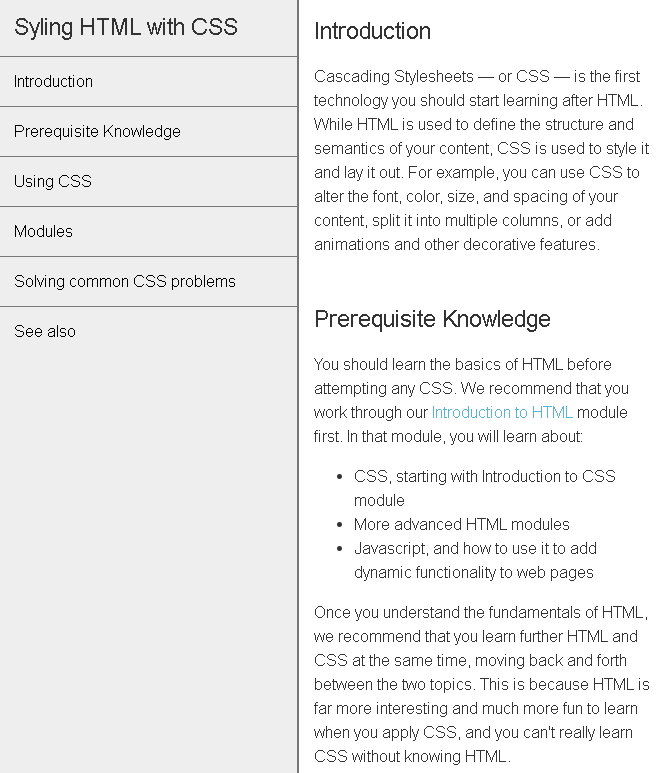 Syling HTML with CSS
Introduction
Prerequisite Knowledge
Using CSS
Modules
Solving common CSS problems
See also
Introduction
Cascading Stylesheets — or CSS — is the first
technology you should start learning after HTML.
While HTML is used to define the structure and
semantics of your content, CSS is used to style it
and lay it out. For example, you can use CSS to
alter the font, color, size, and spacing of your
content, split it into multiple columns, or add
animations and other decorative features.
Prerequisite Knowledge
You should learn the basics of HTML before
attempting any CSS. We recommend that you
work through our Introduction to HTML module
first. In that module, you will learn about:
• CSS, starting with Introduction to CSS
module
• More advanced HTML modules
• Javascript, and how to use it to add
dynamic functionality to web pages
Once you understand the fundamentals of HTML,
we recommend that you learn further HTML and
CSS at the same time, moving back and forth
between the two topics. This is because HTML is
far more interesting and much more fun to learn
when you apply CSS, and you can't really learn
CSS without knowing HTML.